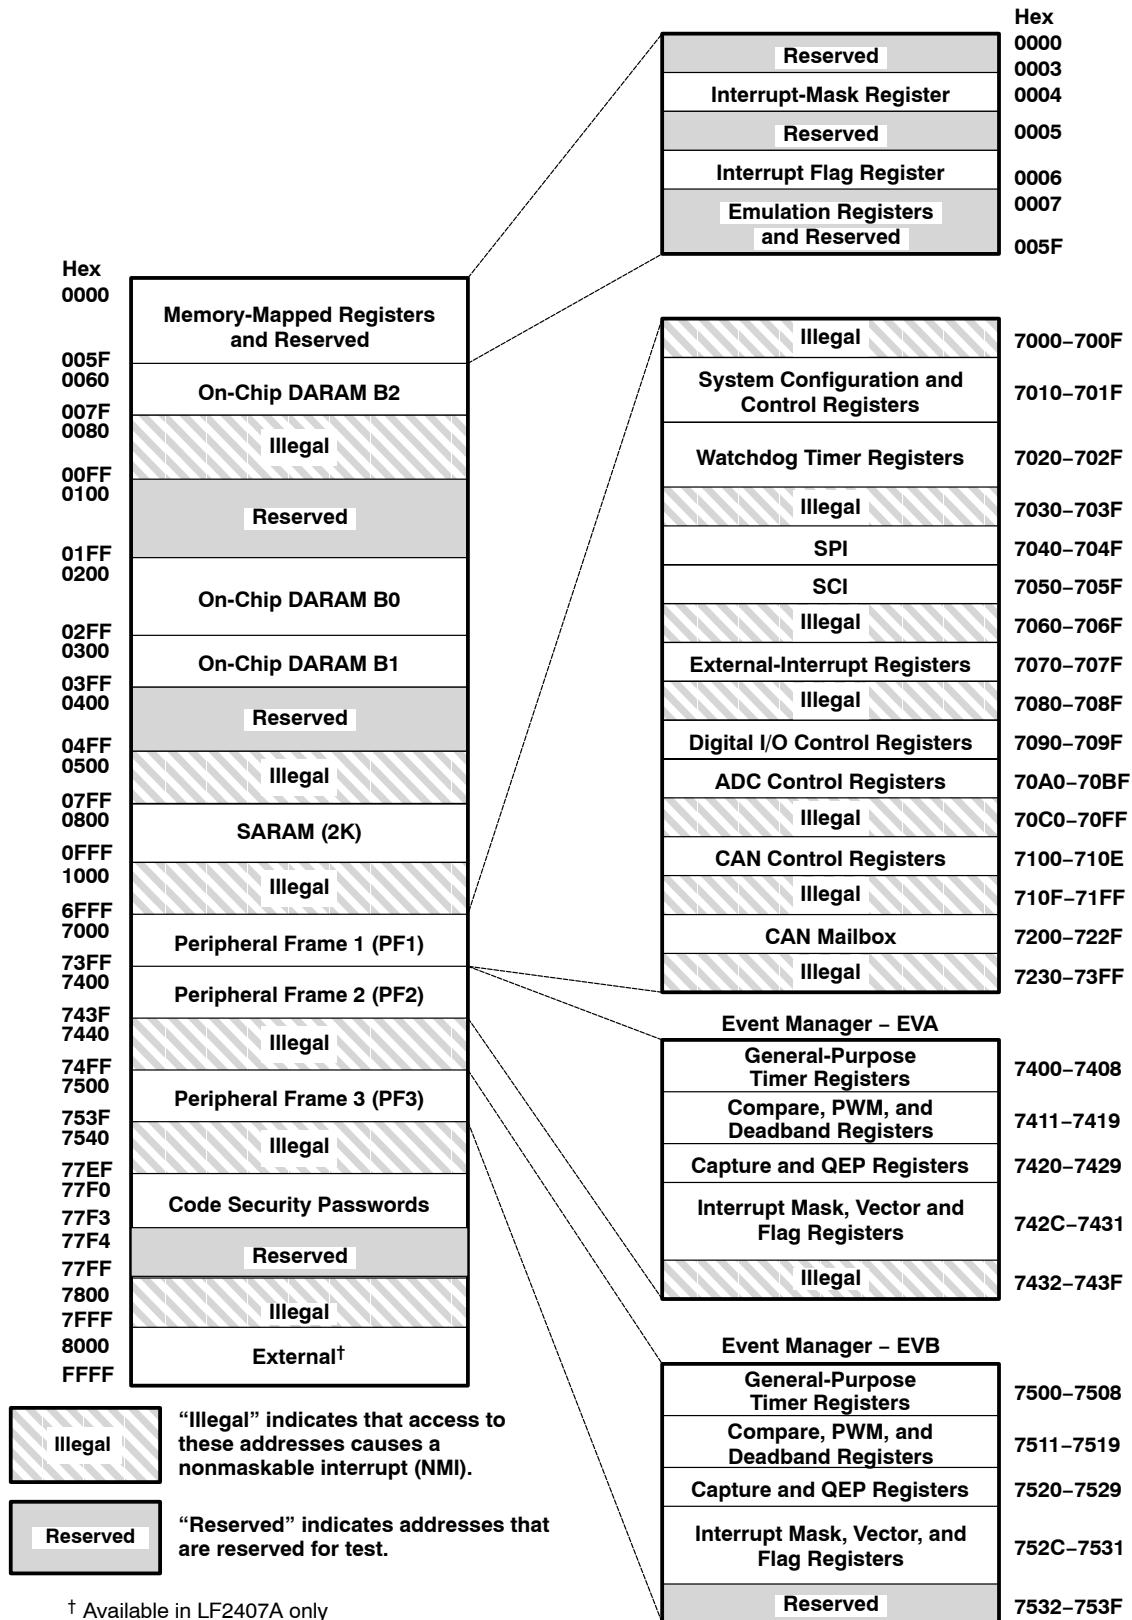 Hex
0000
Reserved
0003
Interrupt-Mask Register 0004
Reserved 0005
Interrupt Flag Register 0006
0007
Emulation Registers
and Reserved
005F
Hex
0000
Memory-Mapped Registers
and Reserved
005F
0060
On-Chip DARAM B2
007F
0080
Illegal
00FF
0100
Reserved
01FF
0200
On-Chip DARAM B0
02FF
0300
On-Chip DARAM B1
03FF
0400
Reserved
04FF
0500
Illegal
07FF
0800
SARAM (2K)
0FFF
1000
Illegal
6FFF
7000
Peripheral Frame 1 (PF1)
73FF
7400
Peripheral Frame 2 (PF2)
743F
7440
Illegal
74FF
7500
Peripheral Frame 3 (PF3)
753F
7540
Illegal
77EF
77F0
Code Security Passwords
77F3
77F4
Reserved
77FF
7800
Illegal
7FFF
8000
External†
FFFF
Illegal 7000–700F
System Configuration and
Control Registers 7010–701F
Watchdog Timer Registers 7020–702F
Illegal 7030–703F
SPI 7040–704F
SCI 7050–705F
Illegal 7060–706F
External-Interrupt Registers 7070–707F
Illegal 7080–708F
Digital I/O Control Registers 7090–709F
ADC Control Registers 70A0–70BF
Illegal 70C0–70FF
CAN Control Registers 7100–710E
Illegal 710F–71FF
CAN Mailbox 7200–722F
Illegal 7230–73FF
Event Manager – EVA
General-Purpose
Timer Registers 7400–7408
Compare, PWM, and
Deadband Registers 7411–7419
Capture and QEP Registers 7420–7429
Interrupt Mask, Vector and
Flag Registers 742C–7431
Illegal 7432–743F
Event Manager – EVB
General-Purpose
Timer Registers 7500–7508
Compare, PWM, and
Deadband Registers 7511–7519
Capture and QEP Registers 7520–7529
Interrupt Mask, Vector, and
Flag Registers 752C–7531
Reserved 7532–753F
Illegal
“Illegal” indicates that access to
these addresses causes a
nonmaskable interrupt (NMI).
Reserved
“Reserved” indicates addresses that
are reserved for test.
† Available in LF2407A only